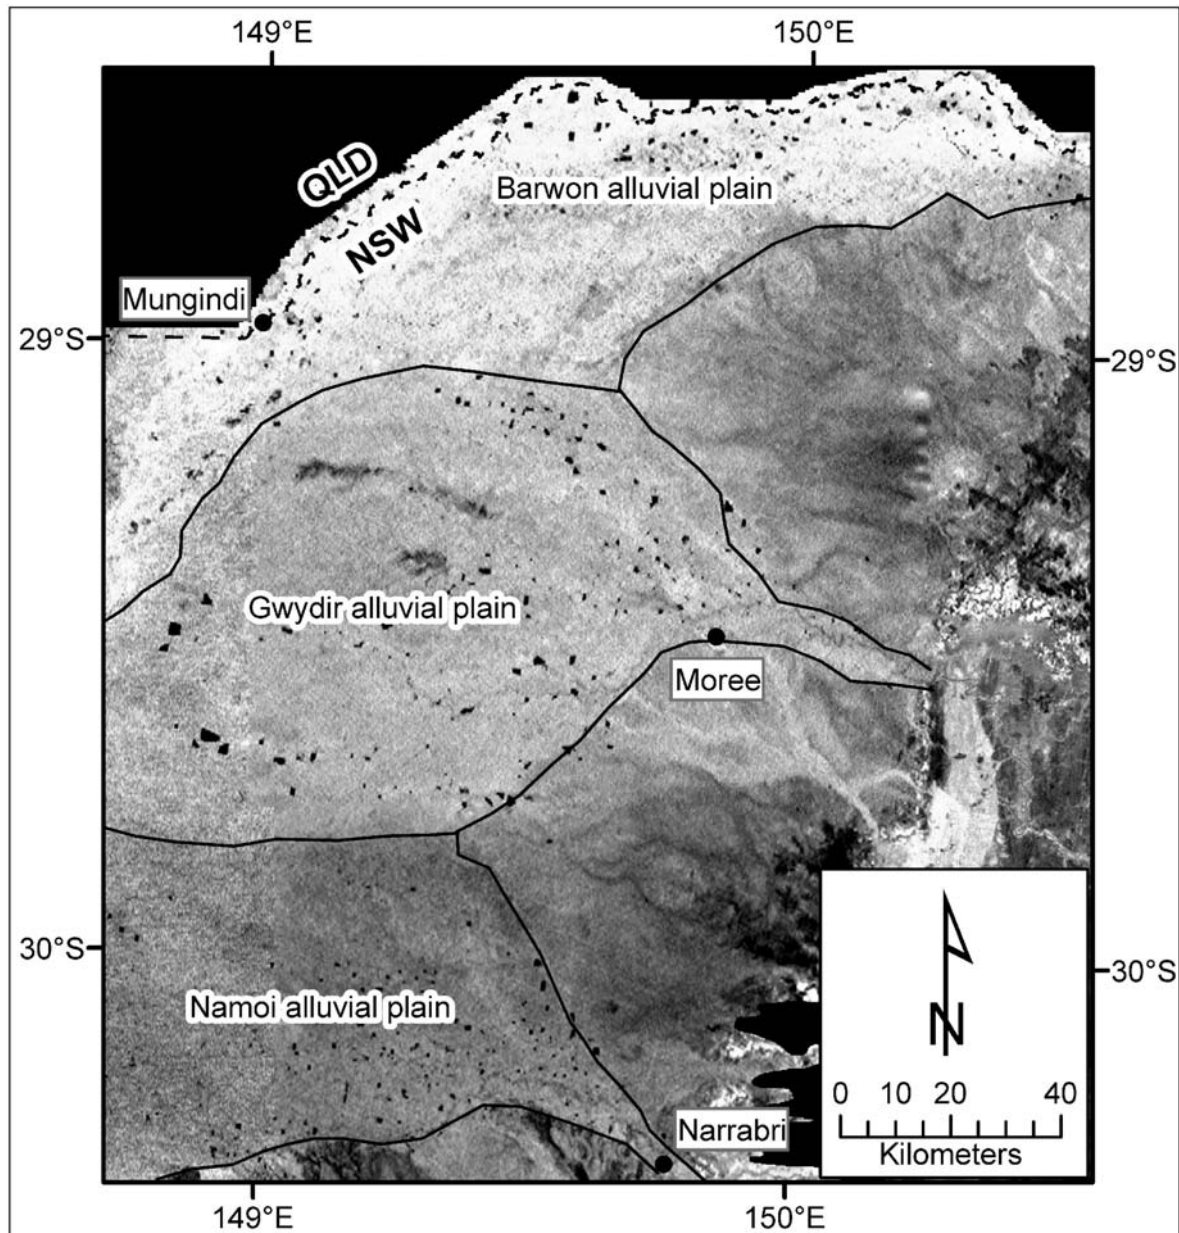 149°E
150°E
QLD
NSW
Barwon alluvial plain
Mungindi
29°S
29°S
Gwydir alluvial plain
Moree
30°S
30°S
Namoi alluvial plain
N
0 10 20 40
Kilometers
Narrabri
149°E
150°E